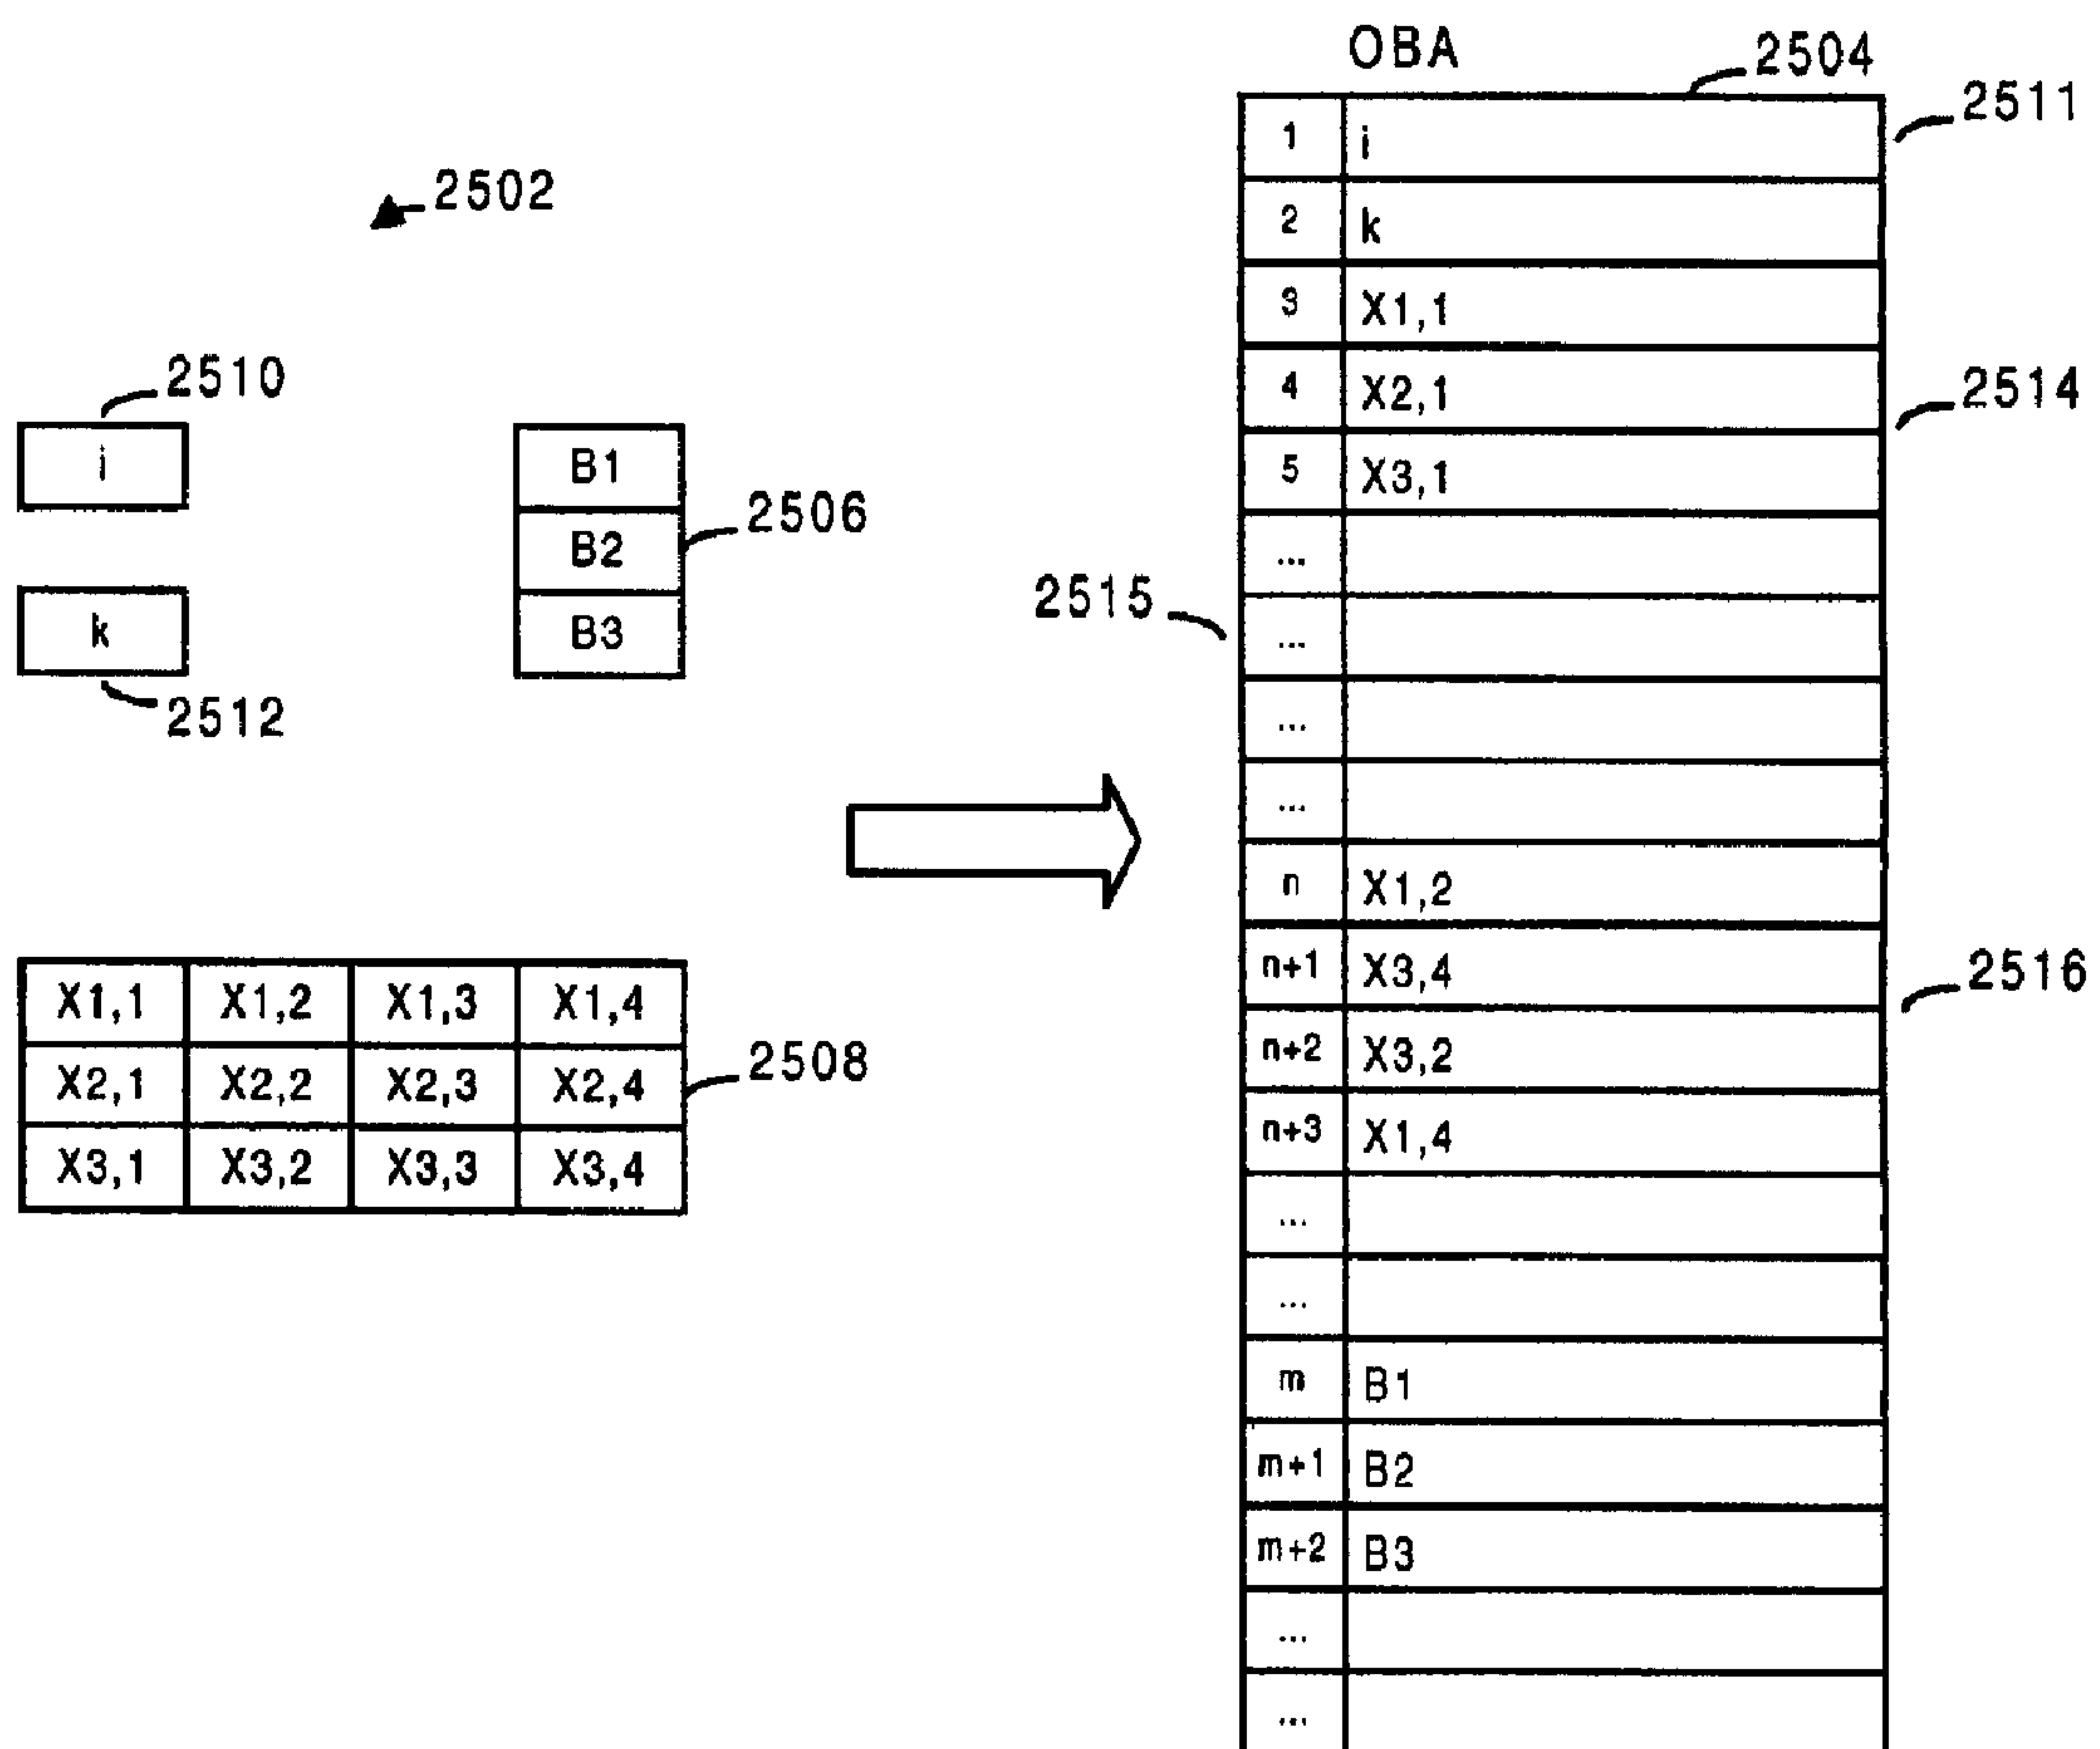 OBA
2504
2511
1 i
2502
2 k
3 X1,1
2510
4 X2,1
2514
i
B1
5 X3,1
2506
B2
...
2515
k
B3
...
2512
...
...
n X1,2
X1,1 X1,2 X1,3 X1,4
n+1 X3,4
2516
X2,1 X2,2 X2,3 X2,4
2508
n+2 X3,2
X3,1 X3,2 X3,3 X3,4
n+3 X1,4
...
...
m B1
m+1 B2
m+2 B3
...
...